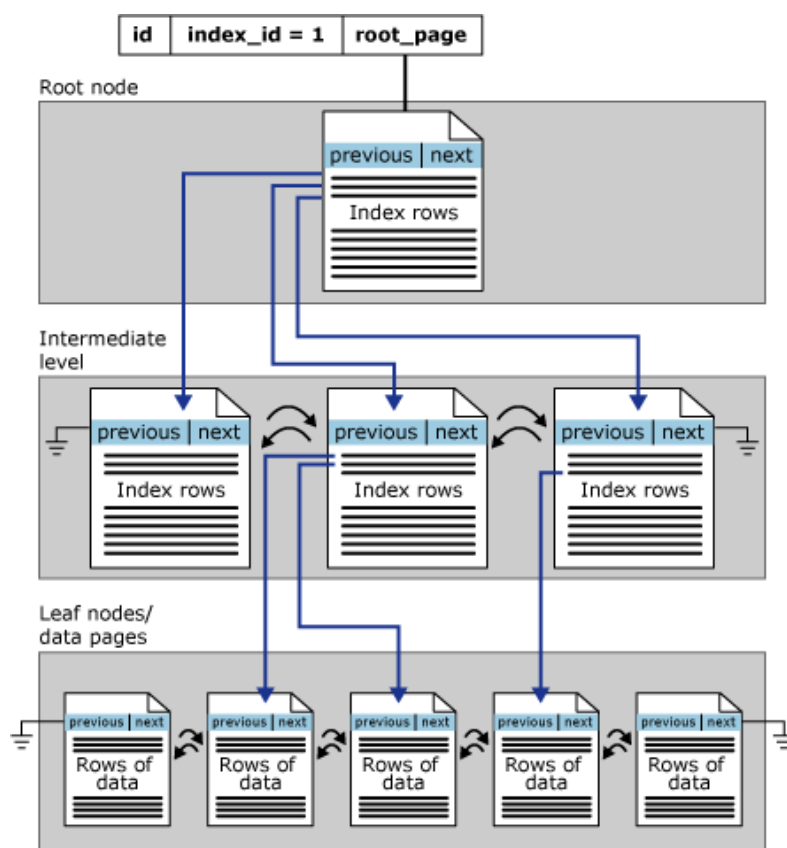 id index_id = 1 root_page
Root node
previous next
Index rows
Intermediate
level
previous next previous next previous next
Index rows Index rows Index rows
Leaf nodes/
data pages
previous next previous next previous next previous next previous next
Rows of Rows of Rows of Rows of Rows of
data data data data data